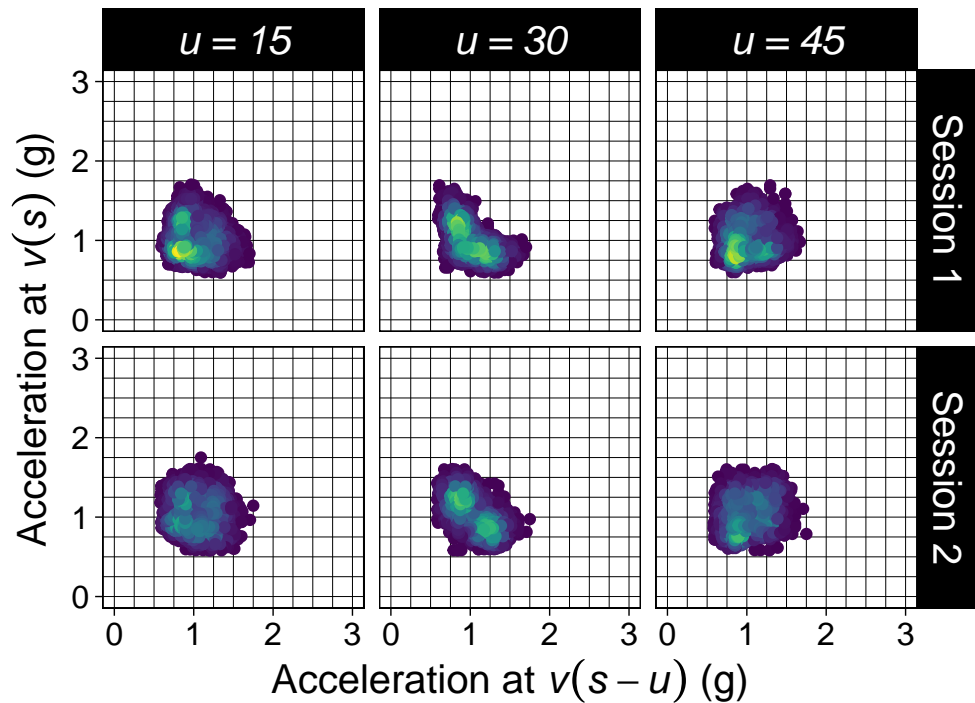 u = 15
u = 30
u = 45
Acceleration at v(s) (g)
3
2
1
0
Session 1
3
2
1
0
Session 2
0 1 2 3
0 1 2 3
0 1 2 3
Acceleration at v(s − u) (g)